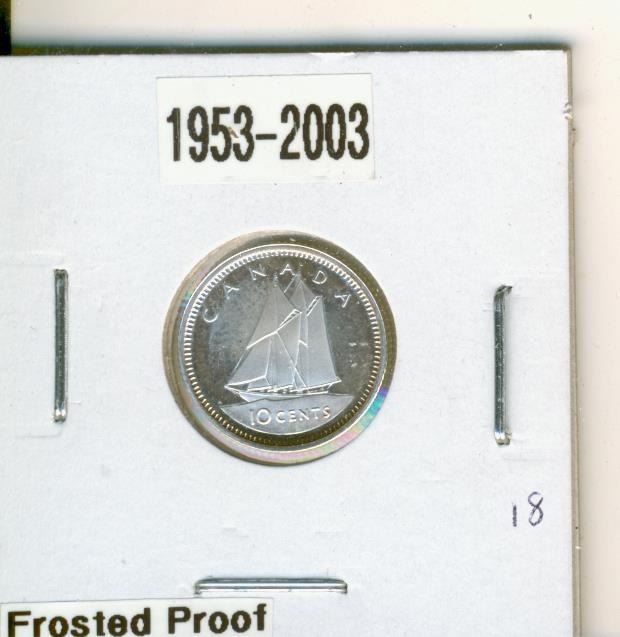 1953-2003
CANADA
10 CENTS
18
Frosted Proof